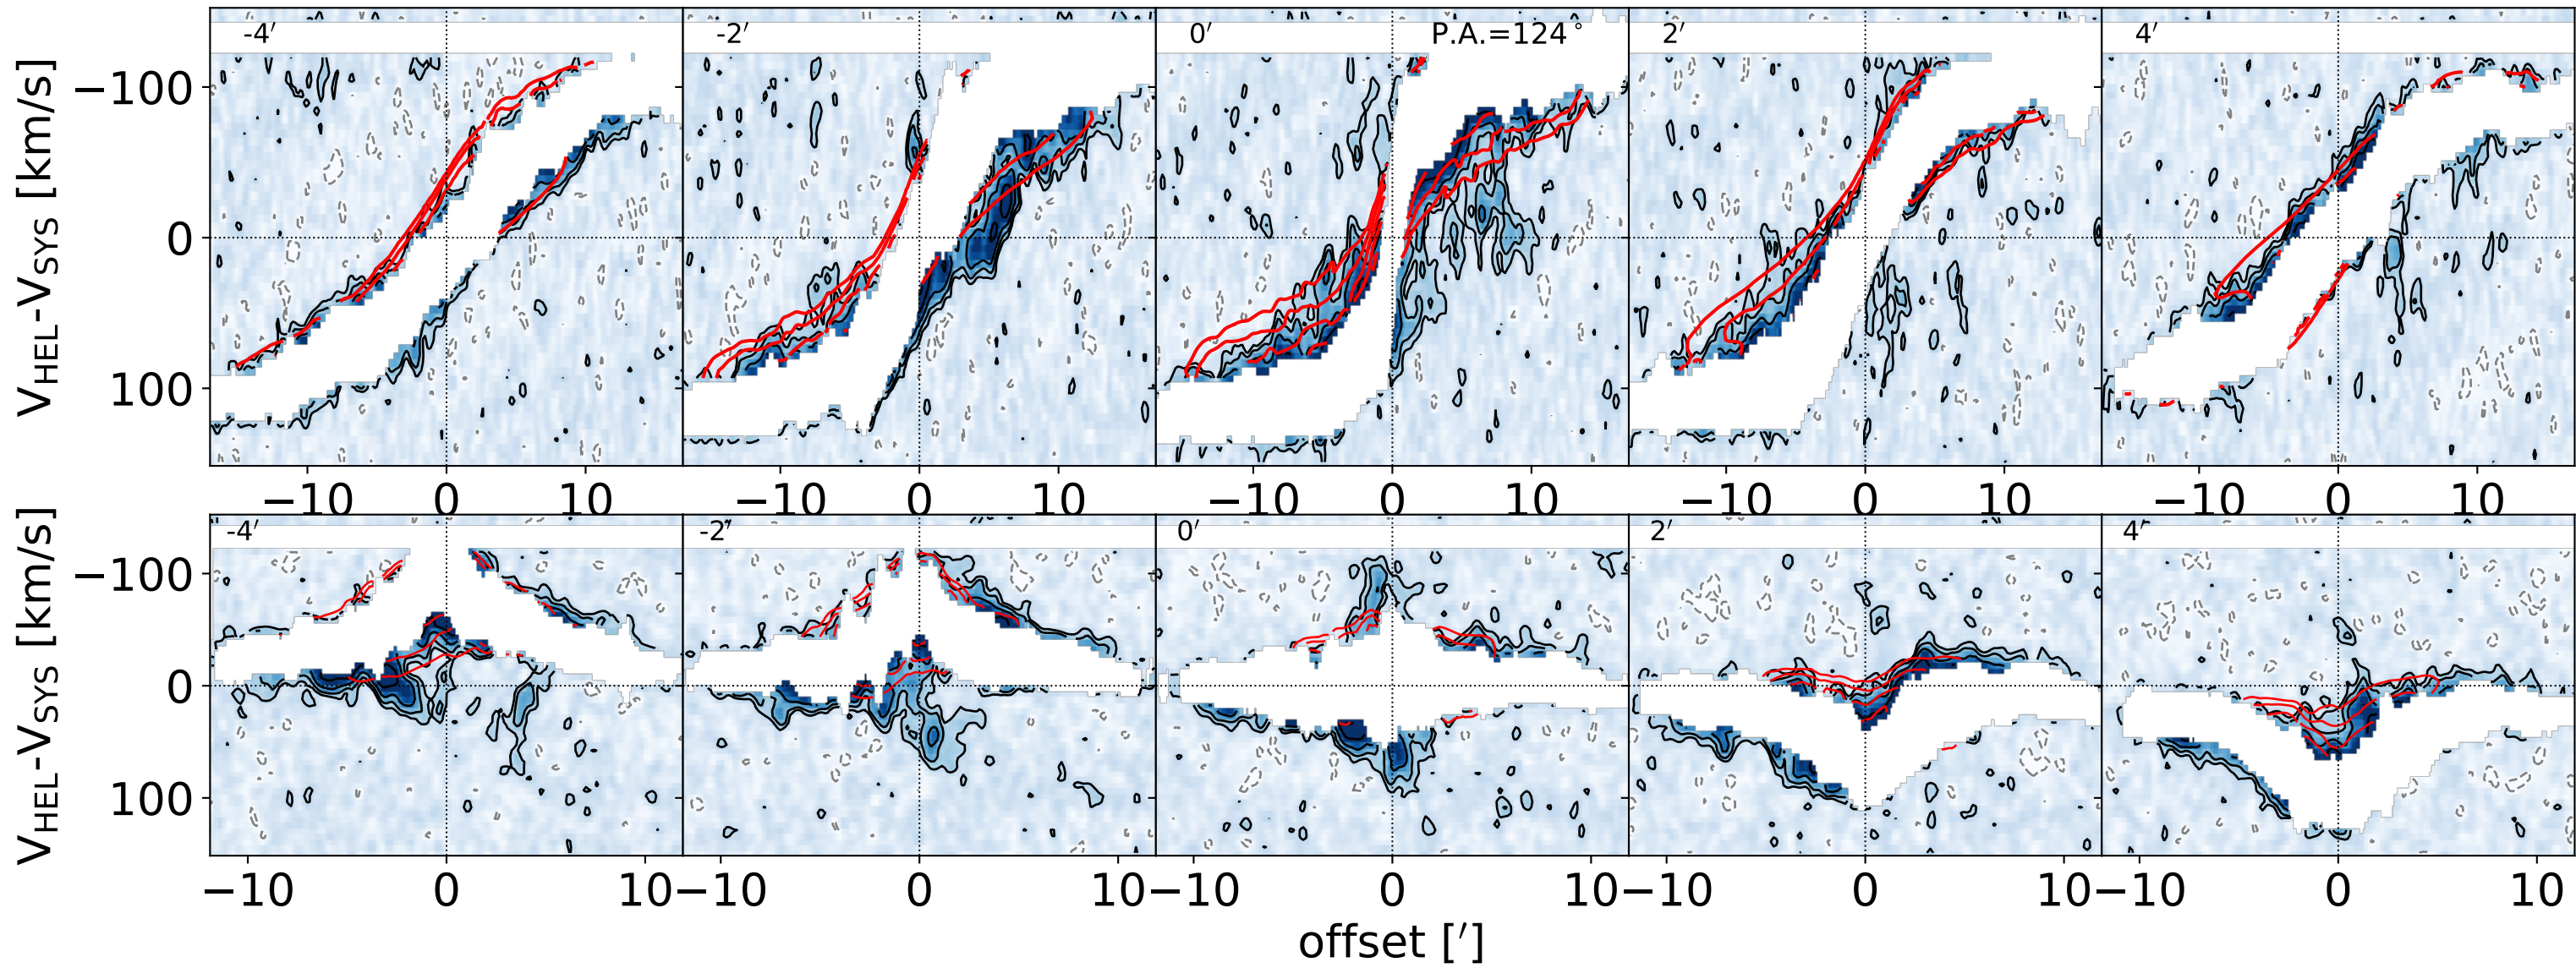 -4′ -2′ 0′ P.A.=124° 2′ 4′
V_HEL-V_SYS [km/s]
−100
0
100
−10 0 10 −10 0 10 −10 0 10 −10 0 10 −10 0 10
-4′ -2′ 0′ 2′ 4′
V_HEL-V_SYS [km/s]
−100
0
100
−10 0 10 −10 0 10 −10 0 10 −10 0 10 −10 0 10
offset [′]